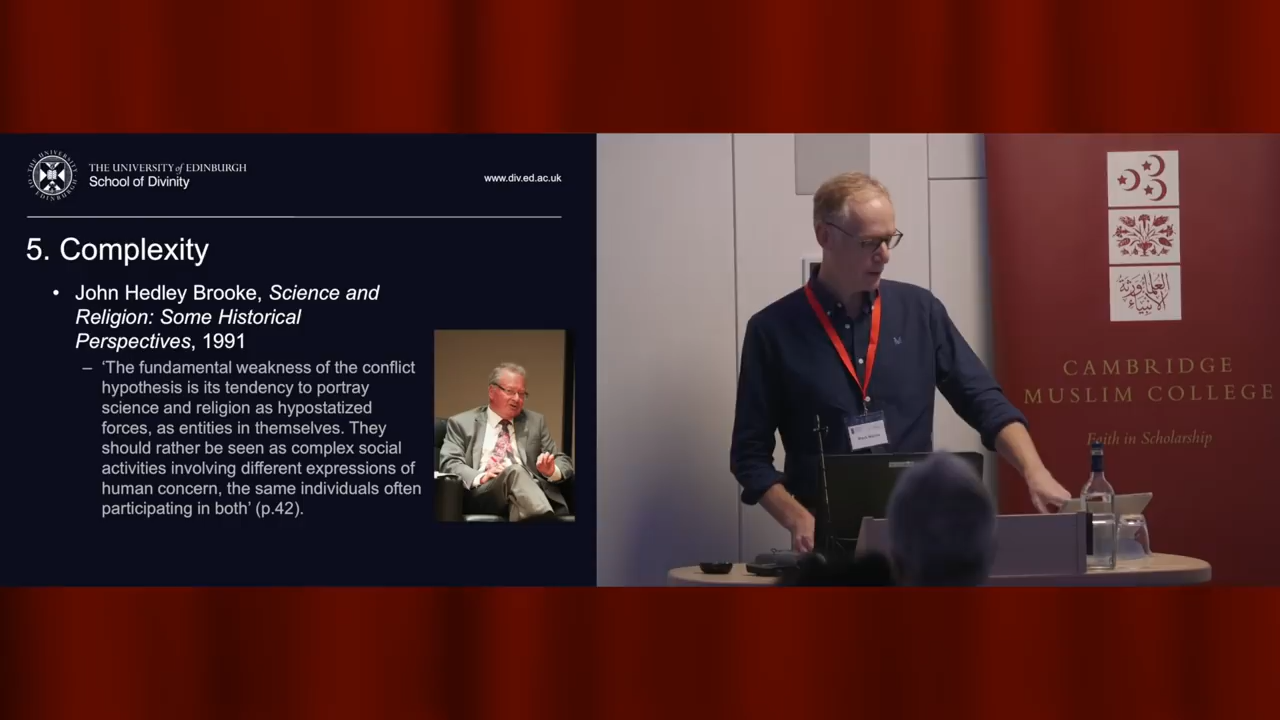 THE UNIVERSITY of EDINBURGH
School of Divinity
www.div.ed.ac.uk
5. Complexity
• John Hedley Brooke, Science and
Religion: Some Historical
Perspectives, 1991
– ‘The fundamental weakness of the conflict
hypothesis is its tendency to portray
science and religion as hypostatized
forces, as entities in themselves. They
should rather be seen as complex social
activities involving different expressions of
human concern, the same individuals often
participating in both’ (p.42).
العلماء ورثة
الأنبياء
CAMBRIDGE
MUSLIM COLLEGE
Faith in Scholarship